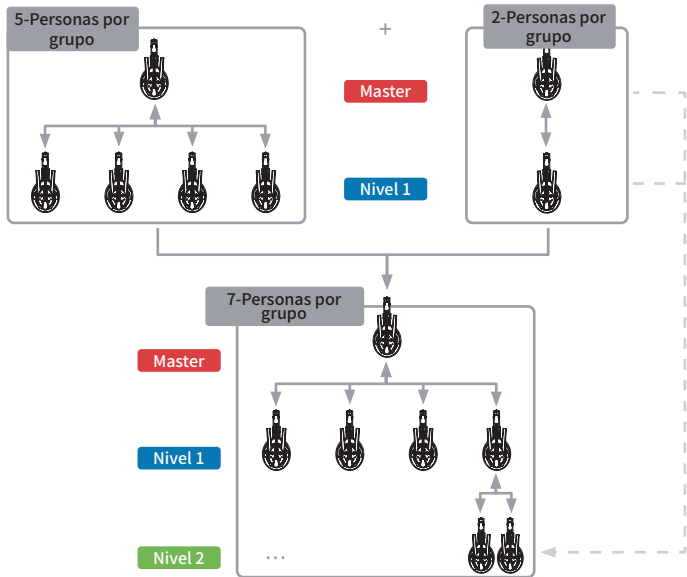 5-Personas por
grupo
+
2-Personas por
grupo
Master
Nivel 1
7-Personas por
grupo
Master
Nivel 1
Nivel 2
...